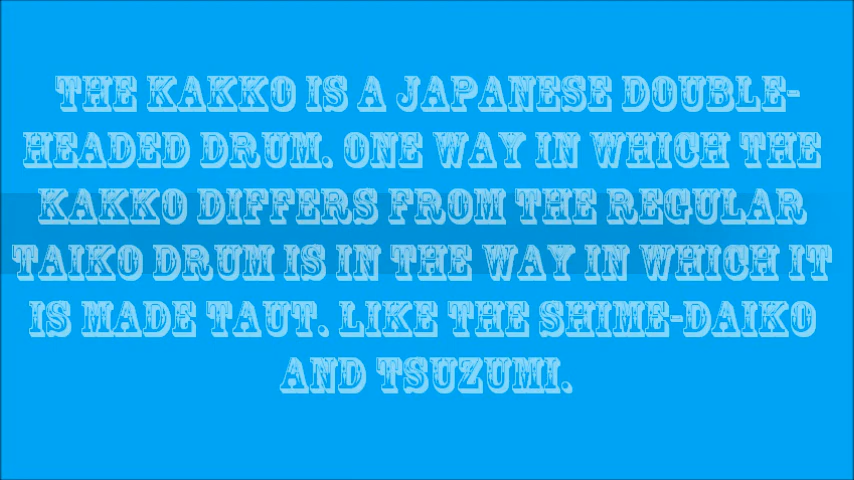 THE KAKKO IS A JAPANESE DOUBLE-
HEADED DRUM. ONE WAY IN WHICH THE
KAKKO DIFFERS FROM THE REGULAR
TAIKO DRUM IS IN THE WAY IN WHICH IT
IS MADE TAUT. LIKE THE SHIME-DAIKO
AND TSUZUMI.